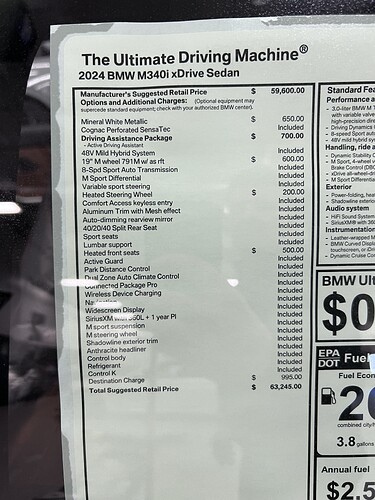 The Ultimate Driving Machine®
2024 BMW M340i xDrive Sedan
Manufacturer's Suggested Retail Price $ 59,600.00
Options and Additional Charges: (Optional equipment may
supercede standard equipment; check with your authorized BMW center).
Mineral White Metallic $ 650.00
Cognac Perforated SensaTec Included
Driving Assistance Package $ 700.00
- Active Driving Assistant
48V Mild Hybrid System Included
19" M wheel 791M w/ as rft $ 600.00
8-Spd Sport Auto Transmission Included
M Sport Differential Included
Variable sport steering Included
Heated Steering Wheel $ 200.00
Comfort Access keyless entry Included
Aluminum Trim with Mesh effect Included
Auto-dimming rearview mirror Included
40/20/40 Split Rear Seat Included
Sport seats Included
Lumbar support Included
Heated front seats $ 500.00
Active Guard Included
Park Distance Control Included
Dual Zone Auto Climate Control Included
Connected Package Pro Included
Wireless Device Charging Included
Included
Widescreen Display Included
SiriusXM with 360L + 1 year Pl Included
M sport suspension Included
M steering wheel Included
Shadowline exterior trim Included
Anthracite headliner Included
Control body Included
Refrigerant Included
Control K Included
Destination Charge $ 995.00
Total Suggested Retail Price $ 63,245.00
Standard Fea
Performance a
- 3.0-liter BMW M T
with variable valve
high-precision dire
- Driving Dynamics
- 8-speed Sport au
- 48V mild hybrid s
Handling, ride a
- Dynamic Stability C
- M Sport, 4-wheel v
Brake Control (DBC
- xDrive all-wheel-d
- M Sport Differentia
Exterior
- Power-folding, hea
- Shadowline exterio
Audio system
- HiFi Sound System
- SiriusXM with 36
Instrumentation
- Leather-wrapped M
- BMW Curved Displa
touchscreen, or iD
- Dynamic Cruise Con
BMW Ult
$0
EPA
DOT
Fuel
Fuel Econ
combined city/h
3.8 gallons
Annual fuel
$2,5